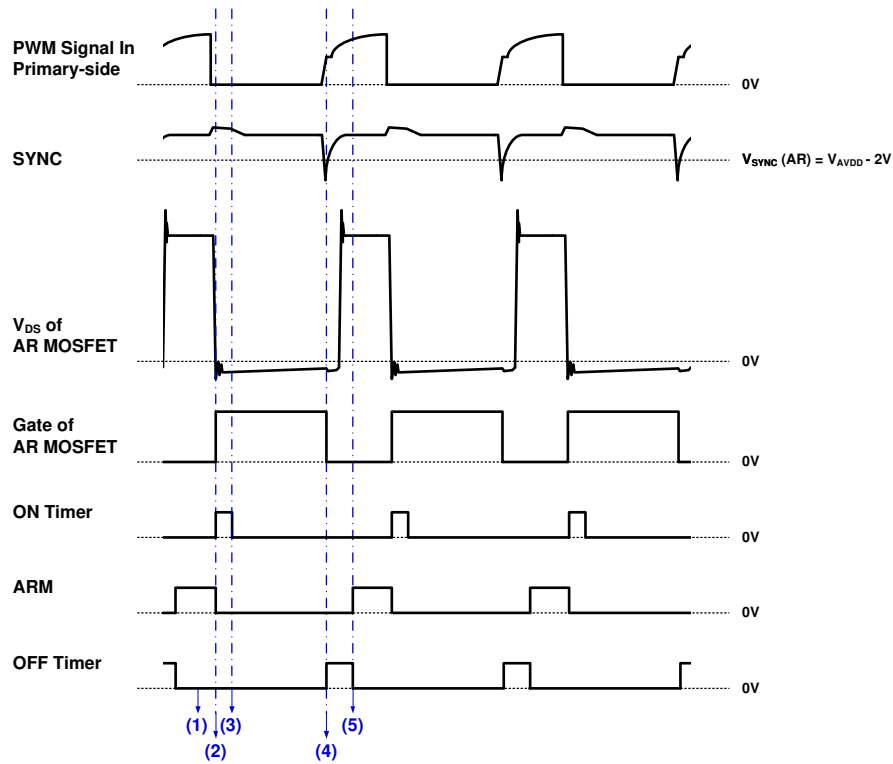 PWM Signal In
Primary-side
0V
SYNC
VSYNC (AR) = VAVDD - 2V
VDS of
AR MOSFET
0V
Gate of
AR MOSFET
0V
ON Timer
0V
ARM
0V
OFF Timer
0V
(1)
(2)
(3)
(4)
(5)